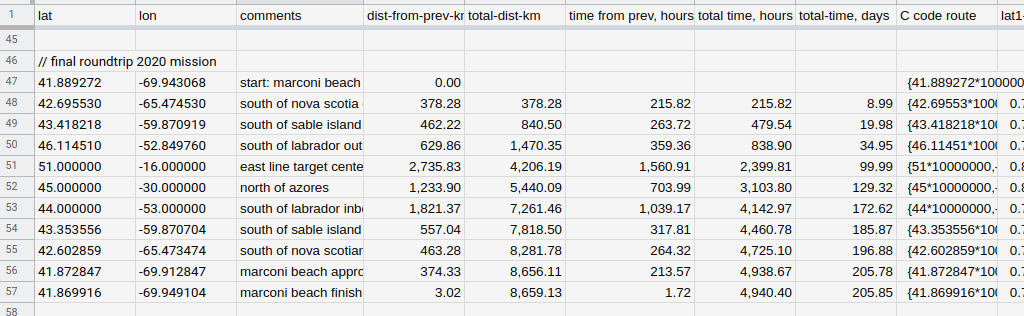 1 lat lon comments dist-from-prev-kr total-dist-km time from prev, hours total time, hours total-time, days C code route lat1-
45
46 // final roundtrip 2020 mission
47 41.889272 -69.943068 start: marconi beach 0.00 {41.889272*100000
48 42.695530 -65.474530 south of nova scotia 378.28 378.28 215.82 215.82 8.99 {42.69553*1000 0.7
49 43.418218 -59.870919 south of sable island 462.22 840.50 263.72 479.54 19.98 {43.418218*100 0.7
50 46.114510 -52.849760 south of labrador out 629.86 1,470.35 359.36 838.90 34.95 {46.11451*1000 0.7
51 51.000000 -16.000000 east line target cente 2,735.83 4,206.19 1,560.91 2,399.81 99.99 {51*10000000,- 0.8
52 45.000000 -30.000000 north of azores 1,233.90 5,440.09 703.99 3,103.80 129.32 {45*10000000,- 0.8
53 44.000000 -53.000000 south of labrador inb 1,821.37 7,261.46 1,039.17 4,142.97 172.62 {44*10000000,- 0.7
54 43.353556 -59.870704 south of sable island 557.04 7,818.50 317.81 4,460.78 185.87 {43.353556*100 0.7
55 42.602859 -65.473474 south of nova scotian 463.28 8,281.78 264.32 4,725.10 196.88 {42.602859*100 0.7
56 41.872847 -69.912847 marconi beach appro 374.33 8,656.11 213.57 4,938.67 205.78 {41.872847*100 0.7
57 41.869916 -69.949104 marconi beach finish 3.02 8,659.13 1.72 4,940.40 205.85 {41.869916*100 0.7
58